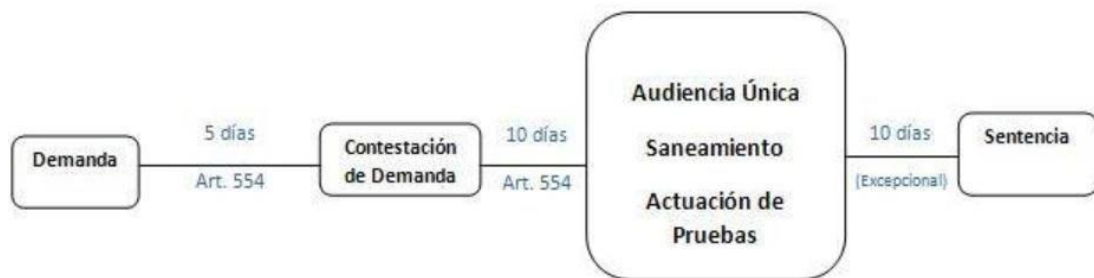 Demanda
5 días
Art. 554
Contestación
de Demanda
10 días
Art. 554
Audiencia Única
Saneamiento
Actuación de
Pruebas
10 días
(Excepcional)
Sentencia